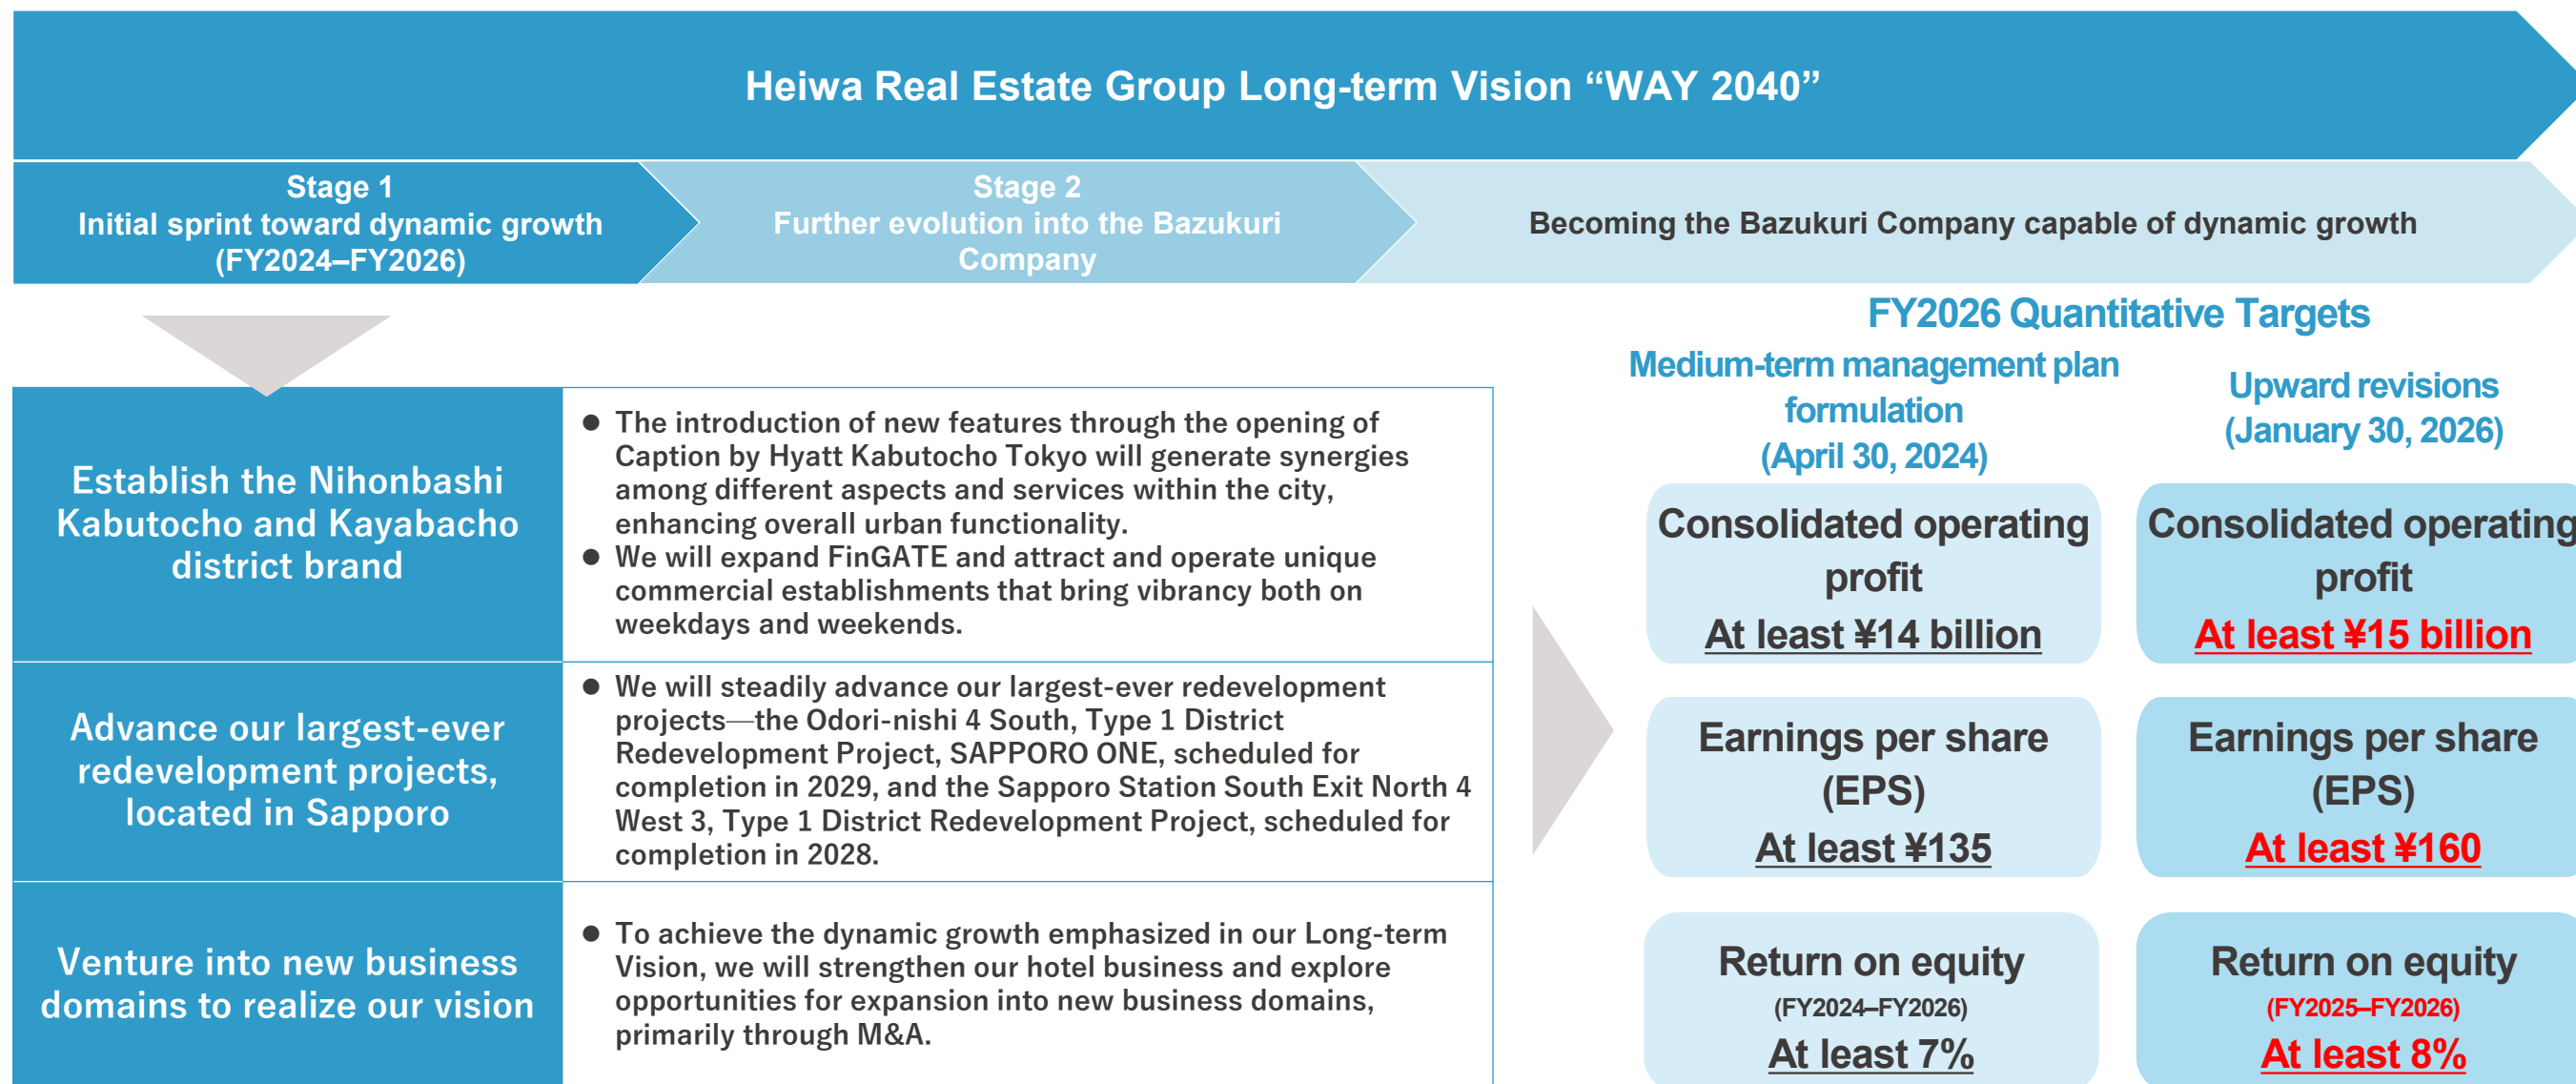 Heiwa Real Estate Group Long-term Vision “WAY 2040”
Stage 1
Initial sprint toward dynamic growth
(FY2024–FY2026)
Stage 2
Further evolution into the Bazukuri
Company
Becoming the Bazukuri Company capable of dynamic growth
Establish the Nihonbashi
Kabutocho and Kayabacho
district brand
● The introduction of new features through the opening of
Caption by Hyatt Kabutocho Tokyo will generate synergies
among different aspects and services within the city,
enhancing overall urban functionality.
● We will expand FinGATE and attract and operate unique
commercial establishments that bring vibrancy both on
weekdays and weekends.
Advance our largest-ever
redevelopment projects,
located in Sapporo
● We will steadily advance our largest-ever redevelopment
projects—the Odori-nishi 4 South, Type 1 District
Redevelopment Project, SAPPORO ONE, scheduled for
completion in 2029, and the Sapporo Station South Exit North 4
West 3, Type 1 District Redevelopment Project, scheduled for
completion in 2028.
Venture into new business
domains to realize our vision
● To achieve the dynamic growth emphasized in our Long-term
Vision, we will strengthen our hotel business and explore
opportunities for expansion into new business domains,
primarily through M&A.
FY2026 Quantitative Targets
Medium-term management plan
formulation
(April 30, 2024)
Consolidated operating
profit
At least ¥14 billion
Earnings per share
(EPS)
At least ¥135
Return on equity
(FY2024–FY2026)
At least 7%
Upward revisions
(January 30, 2026)
Consolidated operating
profit
At least ¥15 billion
Earnings per share
(EPS)
At least ¥160
Return on equity
(FY2025–FY2026)
At least 8%